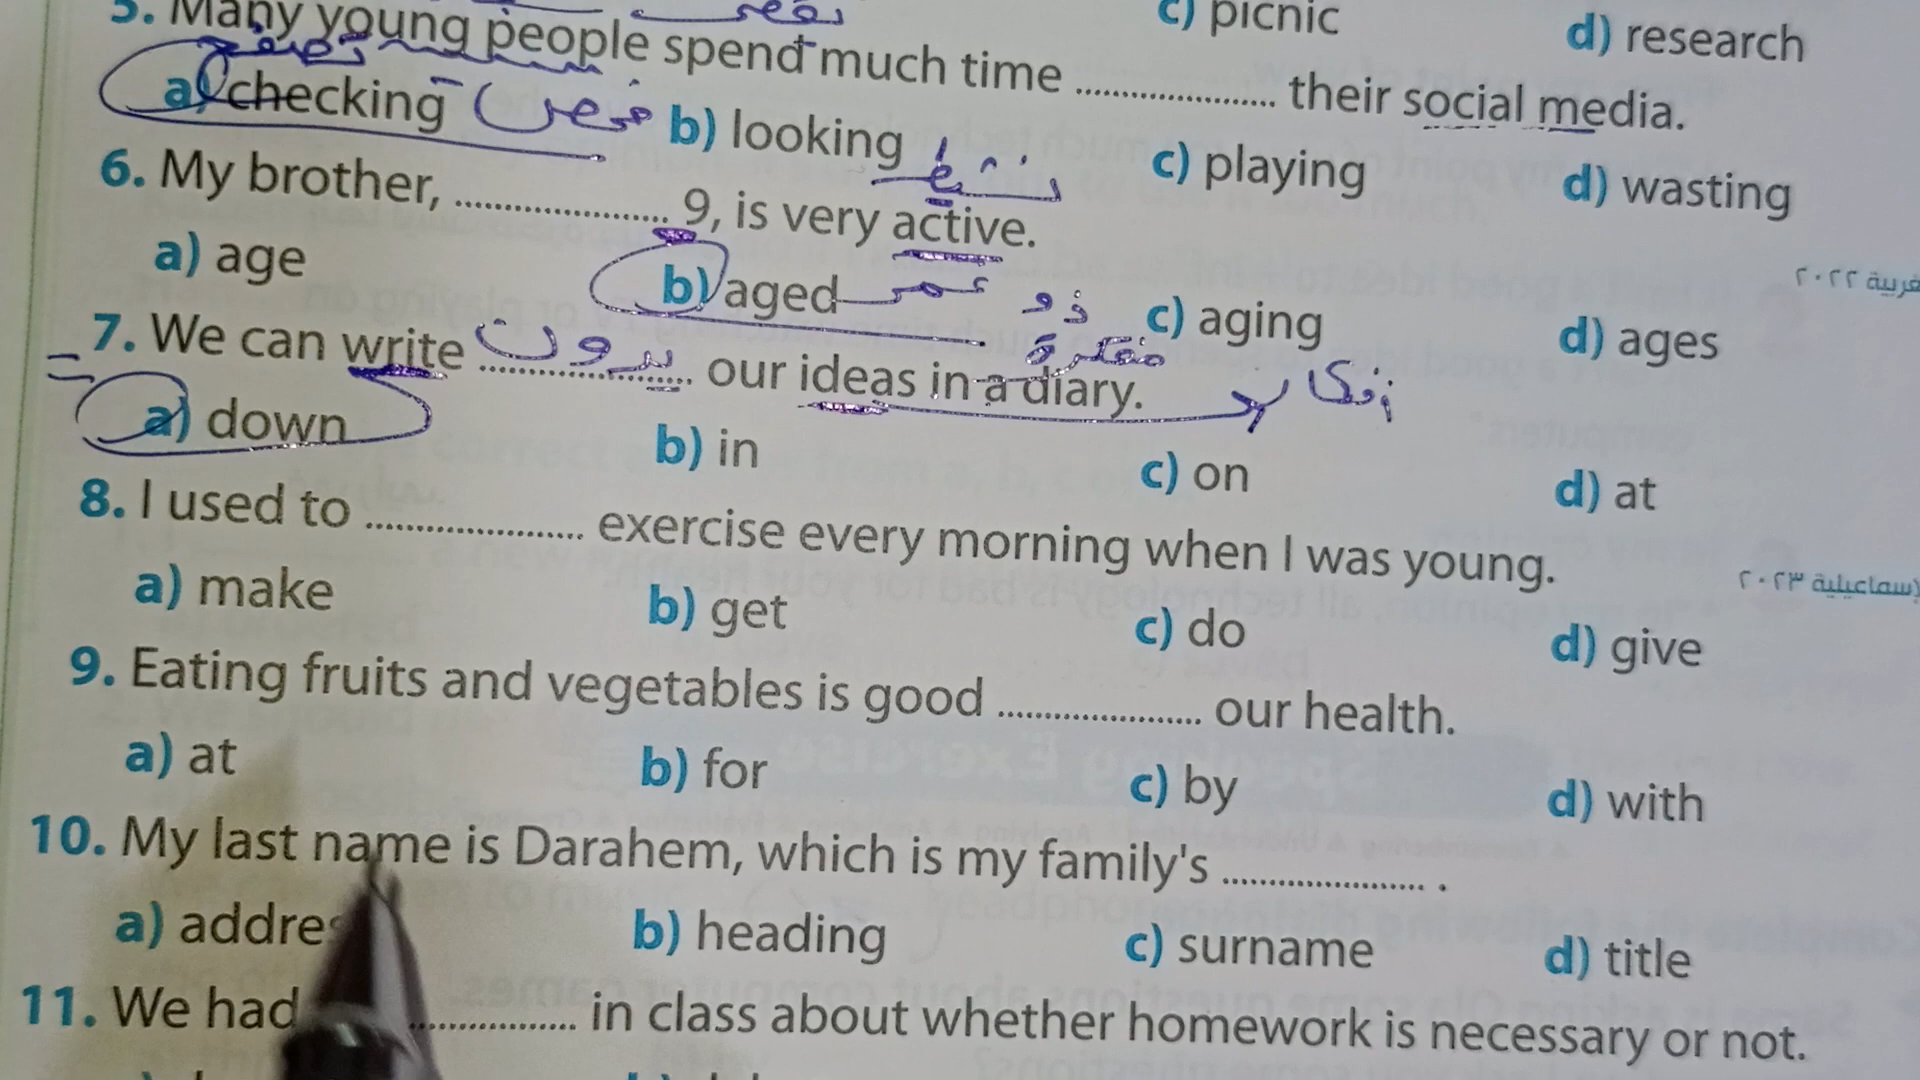 c) picnic d) research
5. Many young people spend much time .................... their social media.
a) checking b) looking c) playing d) wasting
6. My brother, .................... 9, is very active.
a) age b) aged ذو عمر c) aging d) ages
7. We can write .................... our ideas in a diary. أفكار
a) down b) in c) on d) at
8. I used to .................... exercise every morning when I was young.
a) make b) get c) do d) give
9. Eating fruits and vegetables is good .................... our health.
a) at b) for c) by d) with
10. My last name is Darahem, which is my family's .................... .
b) heading c) surname d) title
11. We had .................... in class about whether homework is necessary or not.